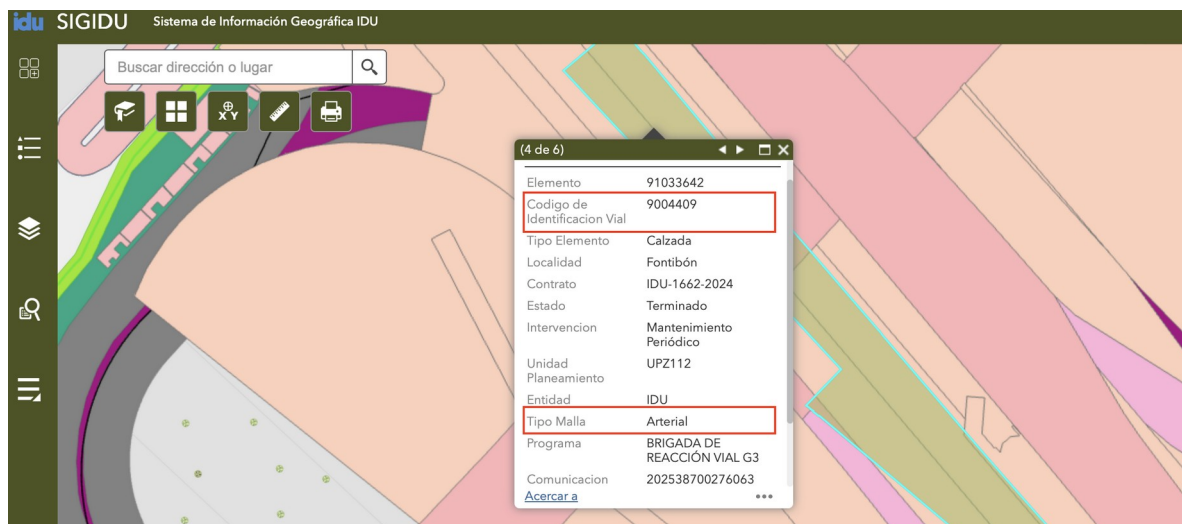 idu SIGIDU Sistema de Información Geográfica IDU
Buscar dirección o lugar
X Y
(4 de 6)
Elemento 91033642
Codigo de 9004409
Identificacion Vial
Tipo Elemento Calzada
Localidad Fontibón
Contrato IDU-1662-2024
Estado Terminado
Intervencion Mantenimiento
Periódico
Unidad UPZ112
Planeamiento
Entidad IDU
Tipo Malla Arterial
Programa BRIGADA DE
REACCIÓN VIAL G3
Comunicacion 202538700276063
Acercar a